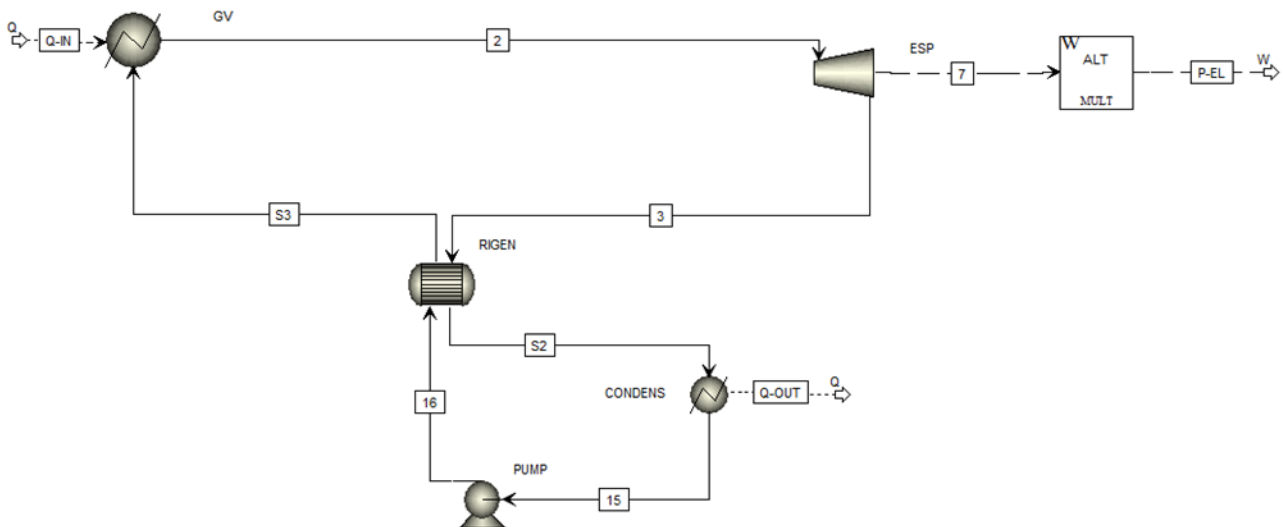 GV
Q
Q-IN
2
ESP
7
W
ALT
MULT
P-EL
W
S3
3
RIGEN
S2
CONDENS
Q-OUT
Q
16
PUMP
15